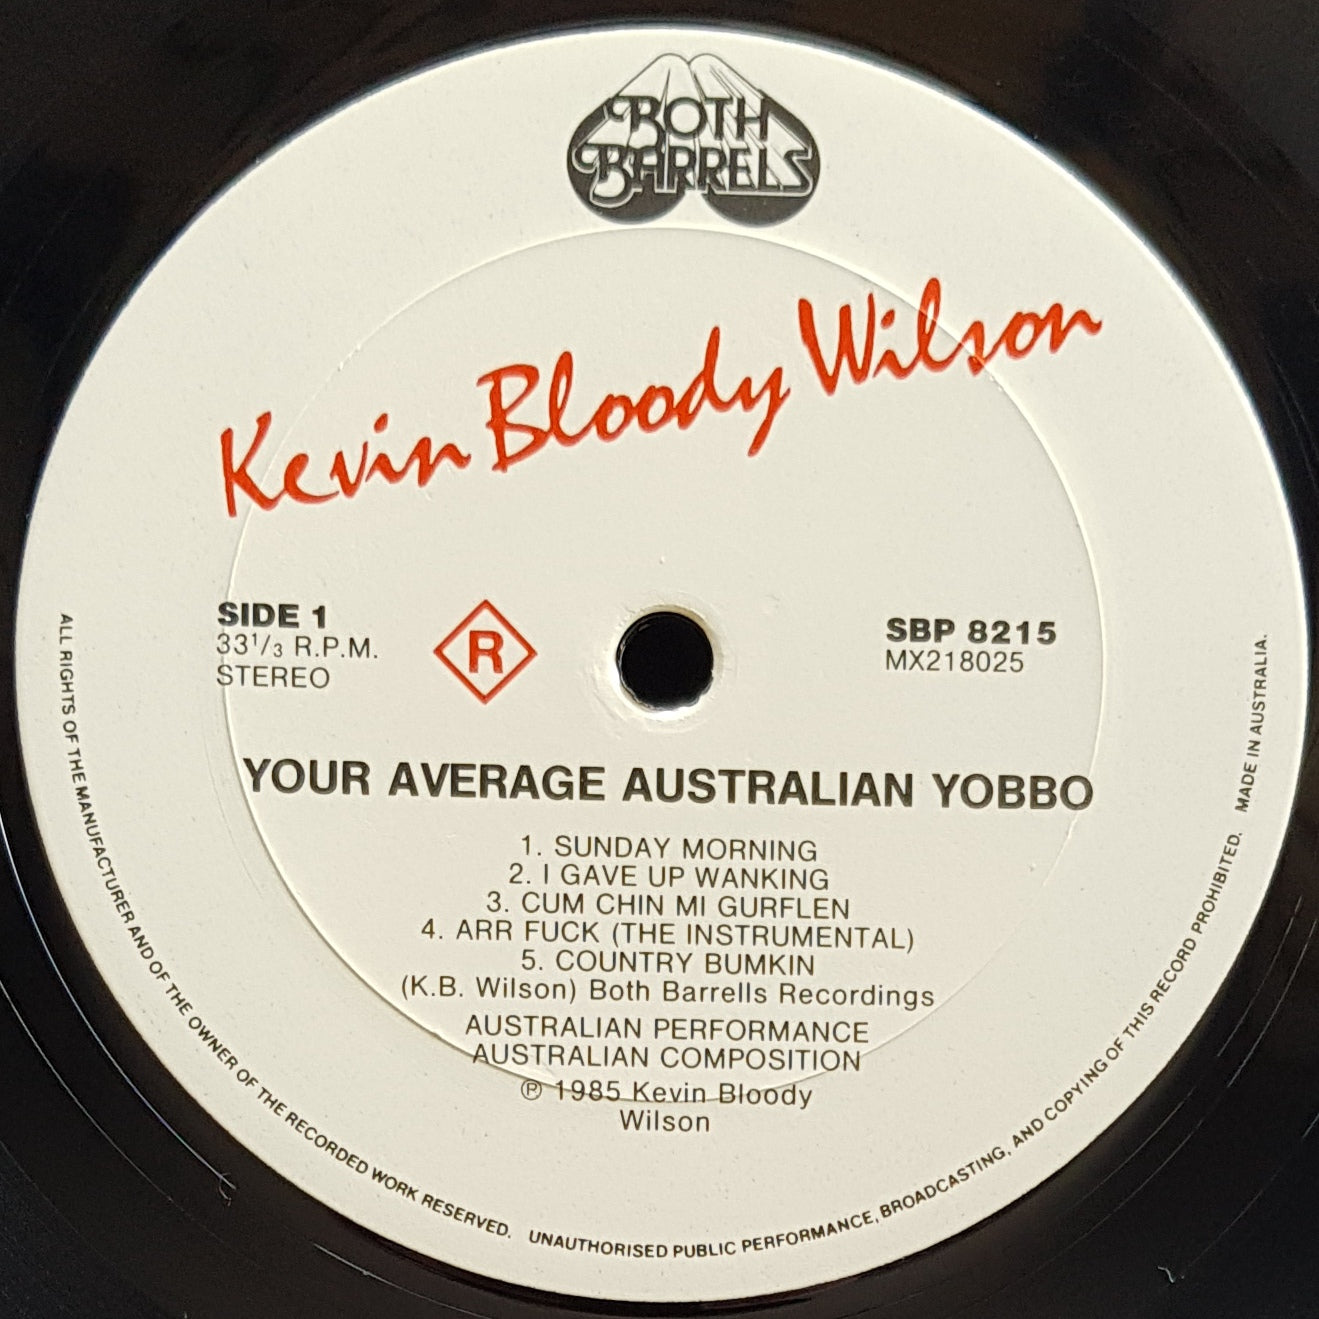 BOTH
BARRELS
Kevin Bloody Wilson
SIDE 1
33⅓ R.P.M.
STEREO
R
SBP 8215
MX218025
YOUR AVERAGE AUSTRALIAN YOBBO
1. SUNDAY MORNING
2. I GAVE UP WANKING
3. CUM CHIN MI GURFLEN
4. ARR FUCK (THE INSTRUMENTAL)
5. COUNTRY BUMKIN
(K.B. Wilson) Both Barrells Recordings
AUSTRALIAN PERFORMANCE
AUSTRALIAN COMPOSITION
℗ 1985 Kevin Bloody
Wilson
ALL RIGHTS OF THE MANUFACTURER AND OF THE OWNER OF THE RECORDED WORK RESERVED. UNAUTHORISED PUBLIC PERFORMANCE, BROADCASTING, AND COPYING OF THIS RECORD PROHIBITED. MADE IN AUSTRALIA.